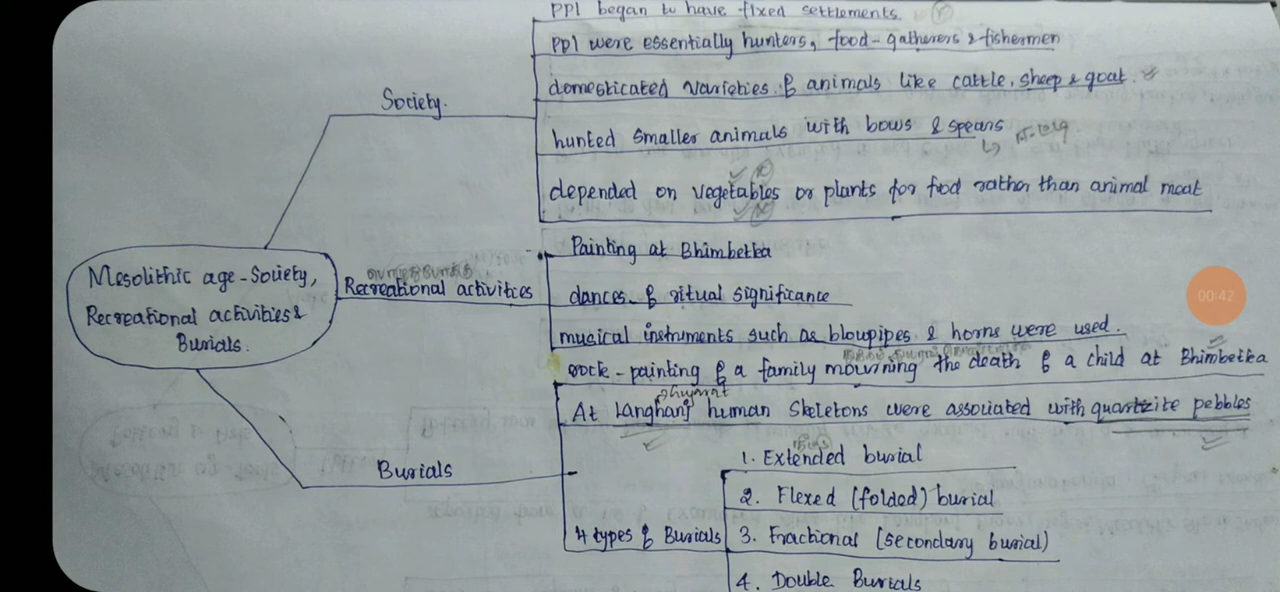 ppl began to have fixed settlements.
ppl were essentially hunters, food-gatherers & fishermen
Society.
domesticated varieties of animals like cattle, sheep & goat.
hunted smaller animals with bows & spears
depended on vegetables or plants for food rather than animal meat
Painting at Bhimbetka
Mesolithic age - Society,
Recreational activities &
Burials.
Recreational activities
dances of ritual significance
musical instruments such as blowpipes & horns were used.
rock-painting of a family mourning the death of a child at Bhimbetka
Gujarat
At Langhanj human skeletons were associated with quartzite pebbles
Burials
4 types of Burials
1. Extended burial
2. Flexed (folded) burial
3. Fractional (secondary burial)
4. Double Burials
00:42